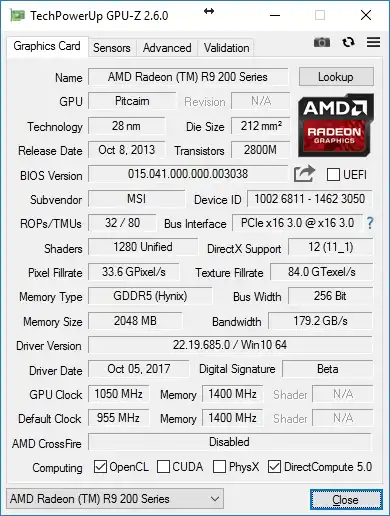 TechPowerUp GPU-Z 2.6.0
Graphics Card Sensors Advanced Validation
Name AMD Radeon (TM) R9 200 Series Lookup
GPU Pitcairn Revision N/A
AMD
RADEON
GRAPHICS
Technology 28 nm Die Size 212 mm²
Release Date Oct 8, 2013 Transistors 2800M
BIOS Version 015.041.000.000.003038 UEFI
Subvendor MSI Device ID 1002 6811 - 1462 3050
ROPs/TMUs 32 / 80 Bus Interface PCIe x16 3.0 @ x16 3.0 ?
Shaders 1280 Unified DirectX Support 12 (11_1)
Pixel Fillrate 33.6 GPixel/s Texture Fillrate 84.0 GTexel/s
Memory Type GDDR5 (Hynix) Bus Width 256 Bit
Memory Size 2048 MB Bandwidth 179.2 GB/s
Driver Version 22.19.685.0 / Win10 64
Driver Date Oct 05, 2017 Digital Signature Beta
GPU Clock 1050 MHz Memory 1400 MHz Shader N/A
Default Clock 955 MHz Memory 1400 MHz Shader N/A
AMD CrossFire Disabled
Computing OpenCL CUDA PhysX DirectCompute 5.0
AMD Radeon (TM) R9 200 Series Close